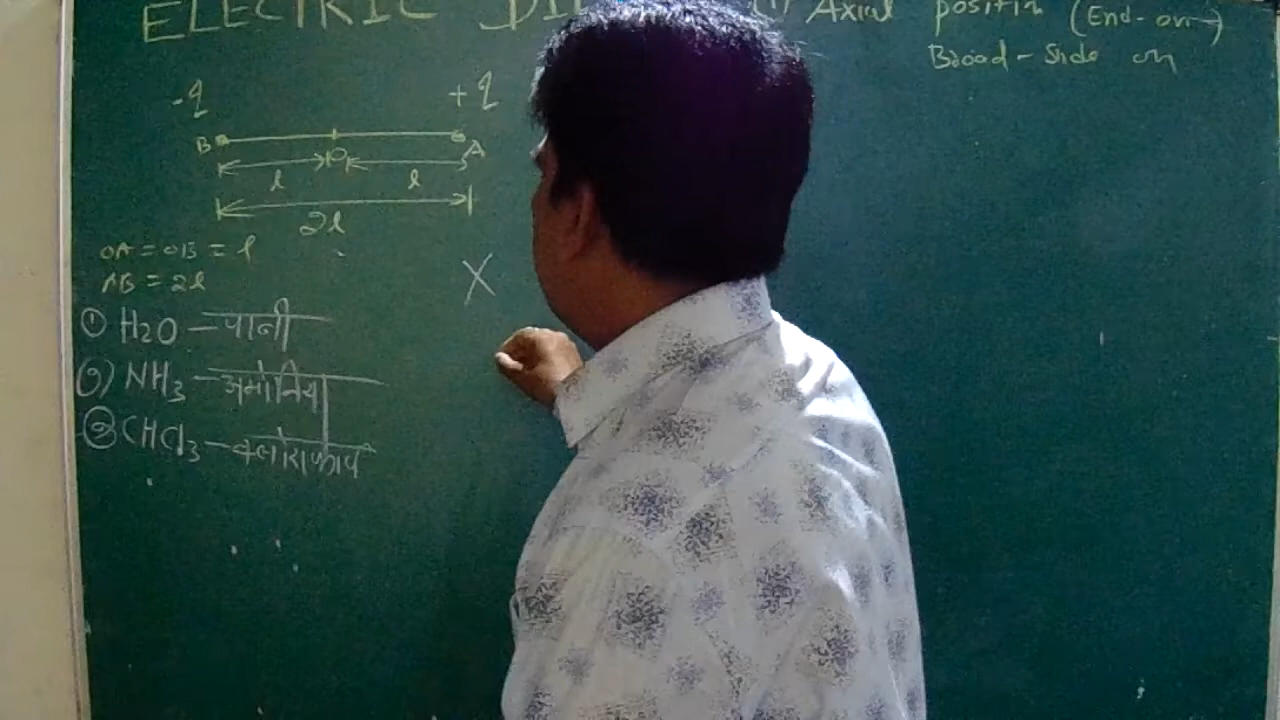 ELECTRIC DI
(1) Axial position (End-on)
Broad-Side on
-q +q
B O A
l l
2l
OA = OB = l
AB = 2l
X
① H2O – पानी
② NH3 – अमोनिया
③ CHCl3 – क्लोरोफार्म